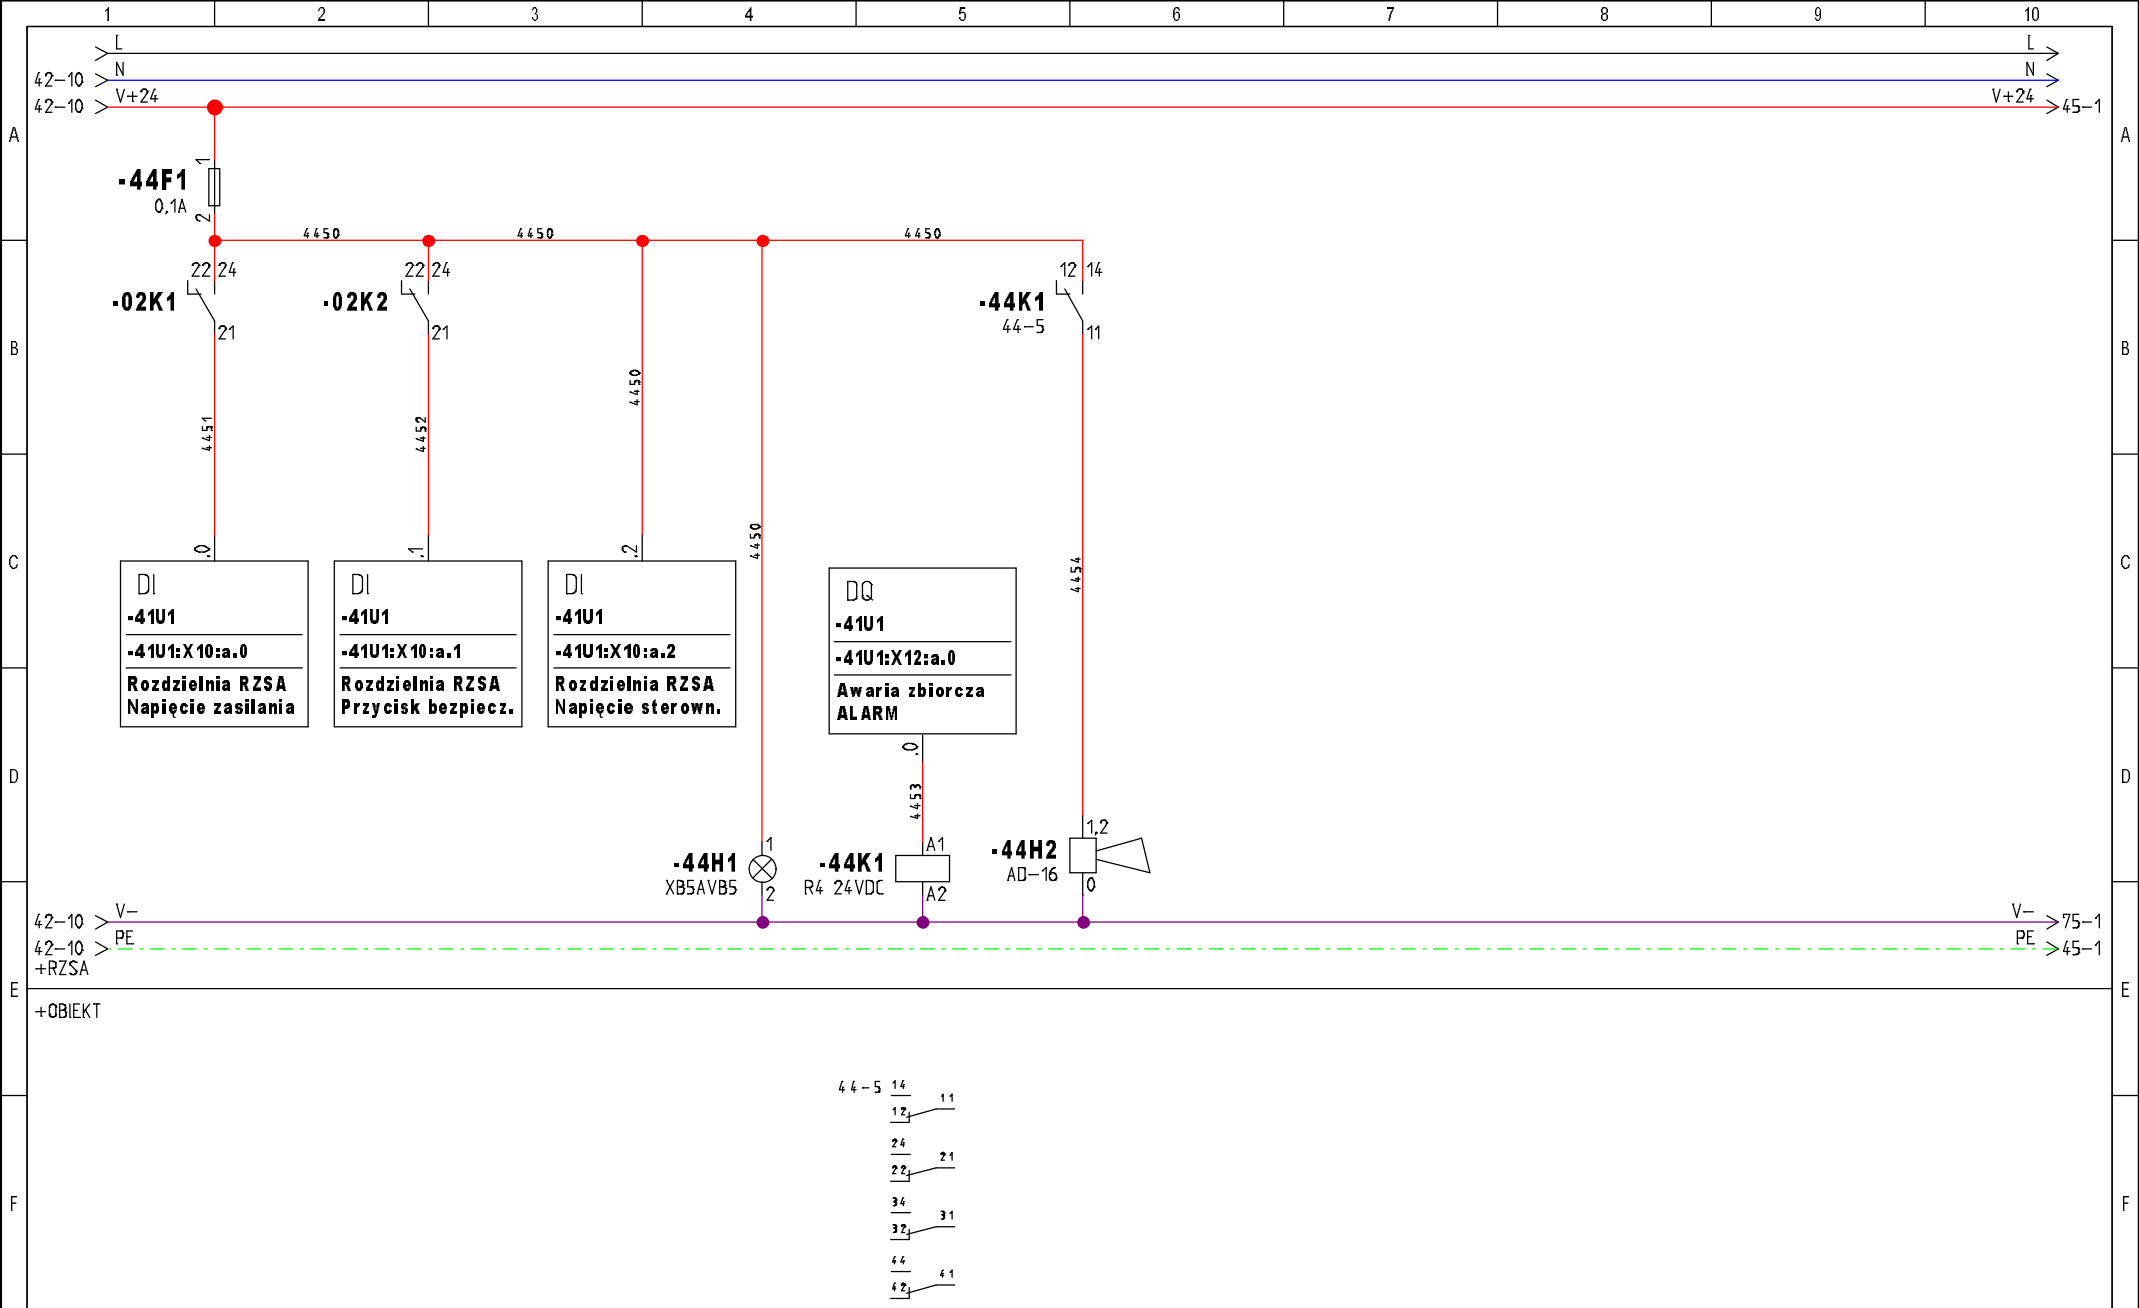 1 2 3 4 5 6 7 8 9 10
L L
42-10 N N
42-10 V+24 V+24 45-1
A A
1
-44F1
0,1A
2
4450 4450 4450
22 24 22 24 12 14
-02K1 -02K2 -44K1
44-5
21 21 11
B B
4450
4451 4452
4450
4454
.0 .1 .2
C C
DI DI DI DQ
-41U1 -41U1 -41U1 -41U1
-41U1:X10:a.0 -41U1:X10:a.1 -41U1:X10:a.2 -41U1:X12:a.0
Rozdzielnia RZSA Rozdzielnia RZSA Rozdzielnia RZSA Awaria zbiorcza
Napięcie zasilania Przycisk bezpiecz. Napięcie sterown. ALARM
.0
D D
4453
1 A1 1,2
-44H1 -44K1 -44H2
XB5AVB5 R4 24VDC AD-16
2 A2 0
42-10 V- V- 75-1
42-10 PE PE 45-1
+RZSA
E E
+OBIEKT
44-5 14
12 11
24
22 21
F F
34
32 31
44
42 41